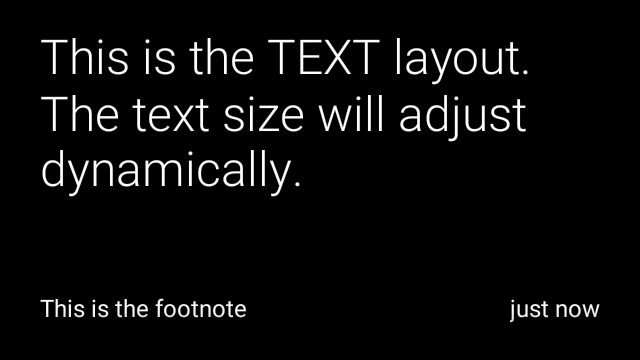 This is the TEXT layout.
The text size will adjust
dynamically.
This is the footnote
just now